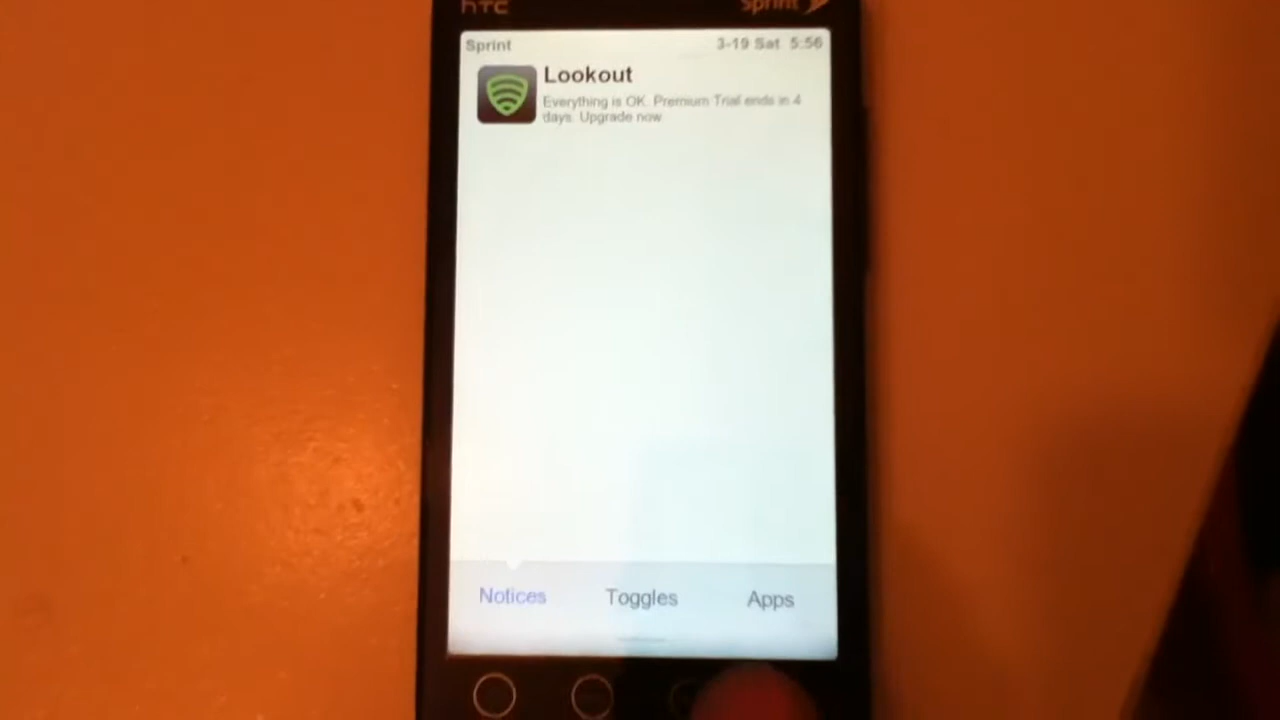 hTC Sprint
Sprint 3-19 Sat 5:56
Lookout
Everything is OK. Premium Trial ends in 4
days. Upgrade now
Notices Toggles Apps